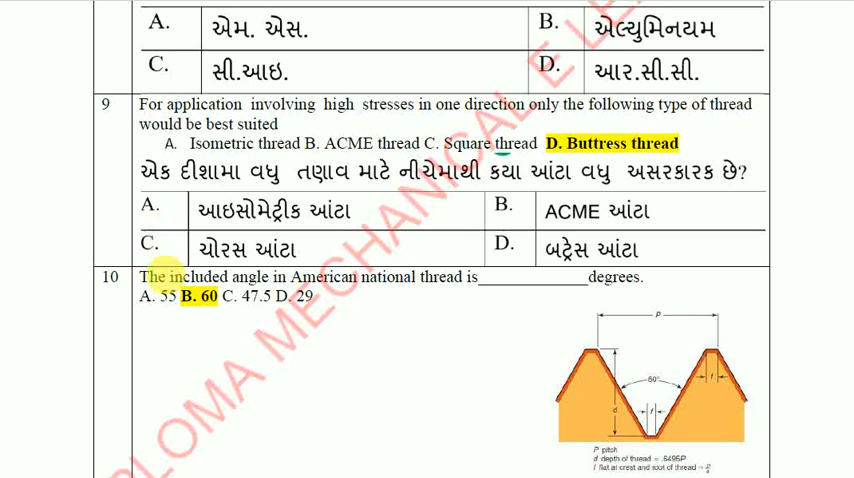 A. એમ. એસ. B. એલ્યુમિનયમ
C. સી.આઇ. D. આર.સી.સી.
9 For application involving high stresses in one direction only the following type of thread
would be best suited
A. Isometric thread B. ACME thread C. Square thread D. Buttress thread
એક દીશામા વધુ તણાવ માટે નીચેમાથી કયા આંટા વધુ અસરકારક છે?
A. આઇસોમેટ્રીક આંટા B. ACME આંટા
C. ચોરસ આંટા D. બટ્રેસ આંટા
10 The included angle in American national thread is____________degrees.
A. 55 B. 60 C. 47.5 D. 29
P
60°
f
d
f
P pitch
d depth of thread = .6495P
f flat at crest and root of thread =
PLOMA MECHANICAL E LE